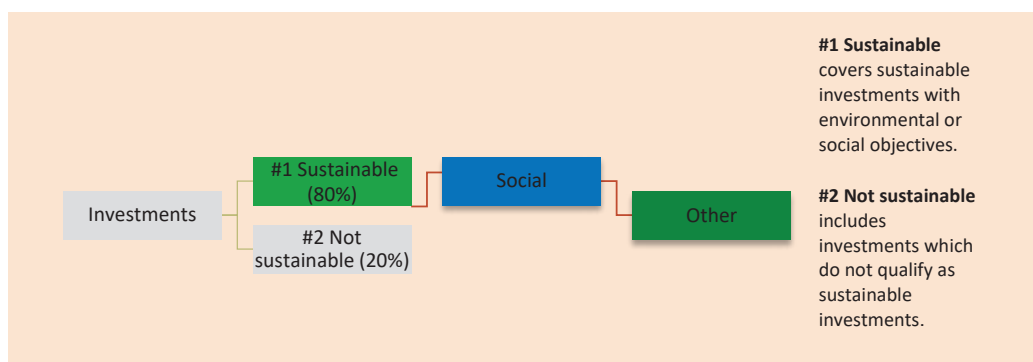 Investments
#1 Sustainable
(80%)
#2 Not
sustainable (20%)
Social
Other
#1 Sustainable
covers sustainable
investments with
environmental or
social objectives.
#2 Not sustainable
includes
investments which
do not qualify as
sustainable
investments.